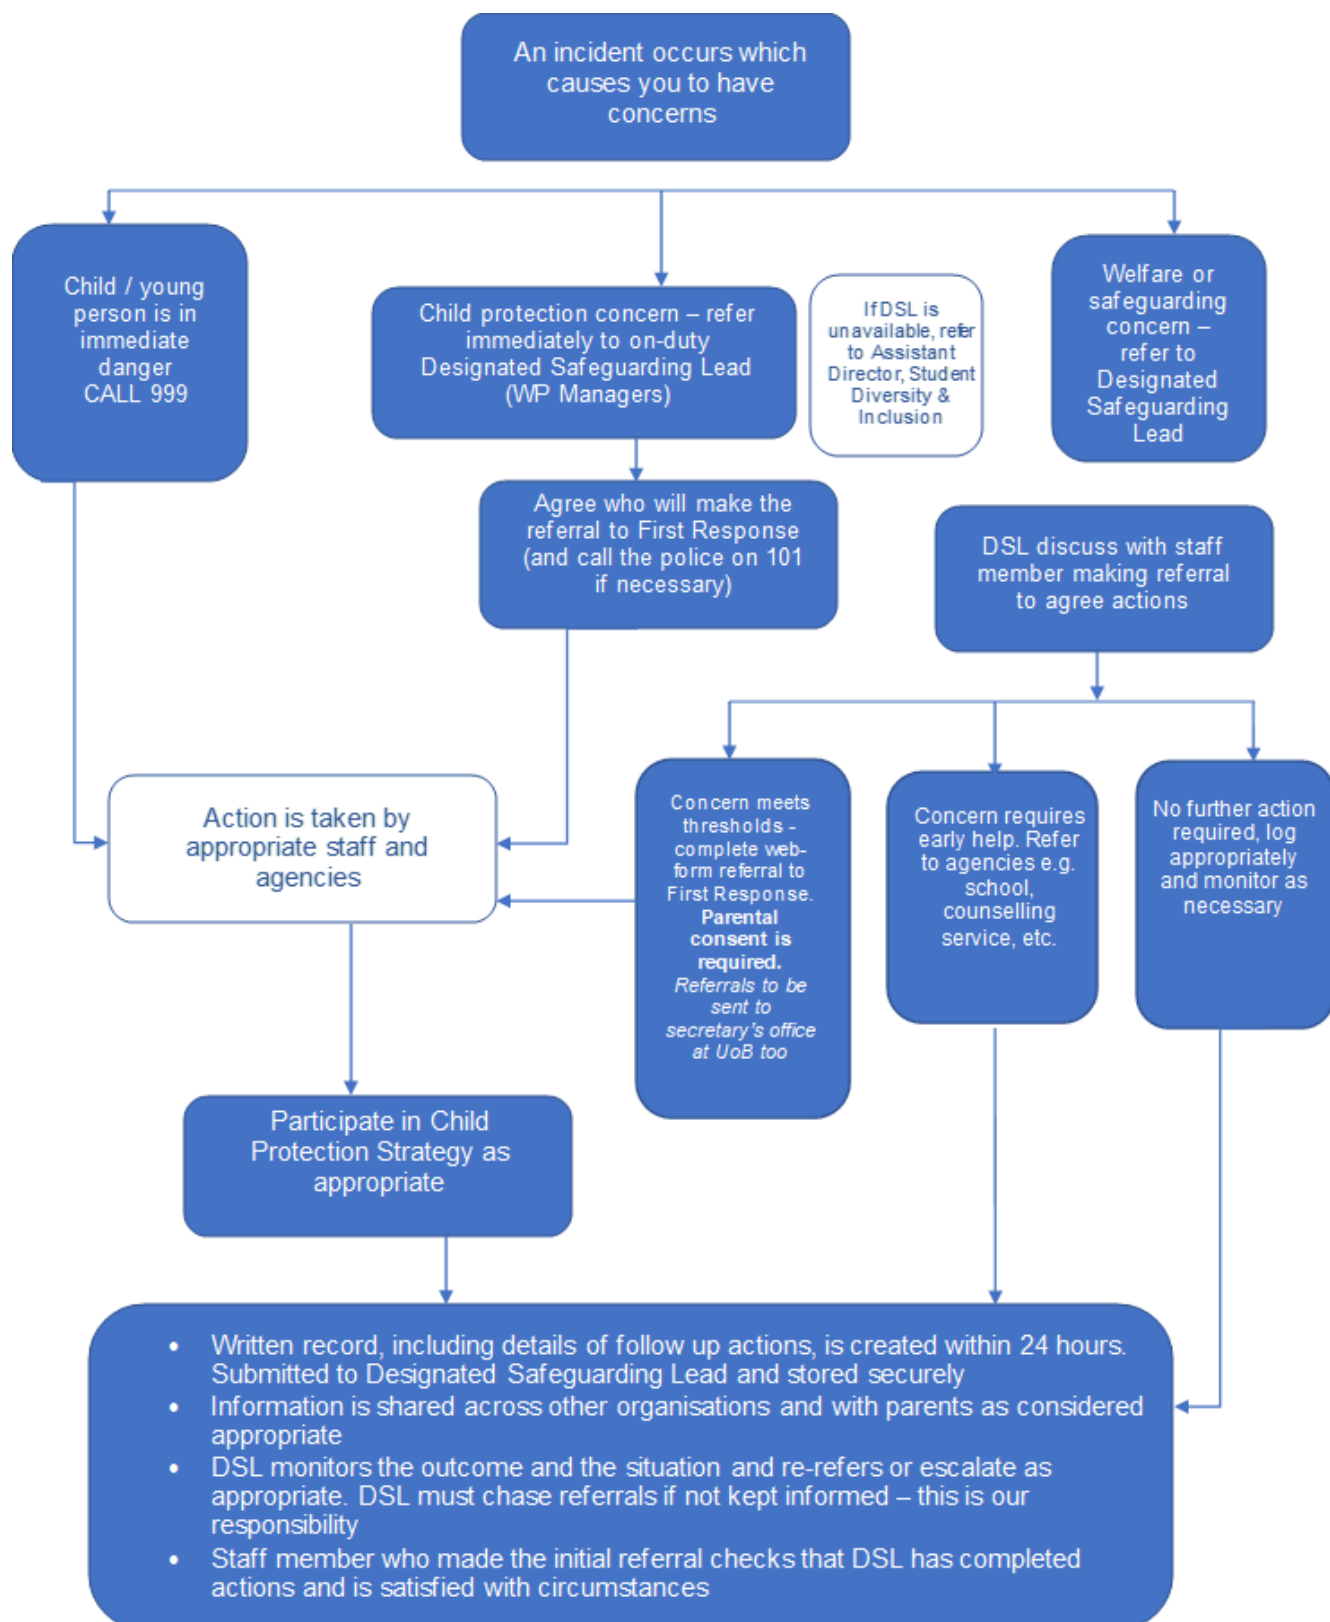 An incident occurs which
causes you to have
concerns
Child / young
person is in
immediate
danger
CALL 999
Child protection concern – refer
immediately to on-duty
Designated Safeguarding Lead
(WP Managers)
If DSL is
unavailable, refer
to Assistant
Director, Student
Diversity &
Inclusion
Welfare or
safeguarding
concern –
refer to
Designated
Safeguarding
Lead
Agree who will make the
referral to First Response
(and call the police on 101
if necessary)
DSL discuss with staff
member making referral
to agree actions
Action is taken by
appropriate staff and
agencies
Concern meets
thresholds -
complete web-
form referral to
First Response.
Parental
consent is
required.
Referrals to be
sent to
secretary's office
at UoB too
Concern requires
early help. Refer
to agencies e.g.
school,
counselling
service, etc.
No further action
required, log
appropriately
and monitor as
necessary
Participate in Child
Protection Strategy as
appropriate
• Written record, including details of follow up actions, is created within 24 hours.
Submitted to Designated Safeguarding Lead and stored securely
• Information is shared across other organisations and with parents as considered
appropriate
• DSL monitors the outcome and the situation and re-refers or escalate as
appropriate. DSL must chase referrals if not kept informed – this is our
responsibility
• Staff member who made the initial referral checks that DSL has completed
actions and is satisfied with circumstances